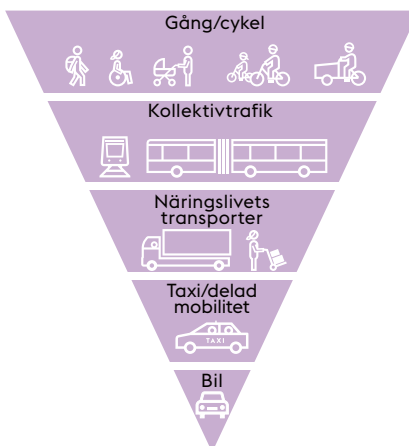 Gång/cykel
Kollektivtrafik
Näringslivets
transporter
Taxi/delad
mobilitet
TAXI
Bil